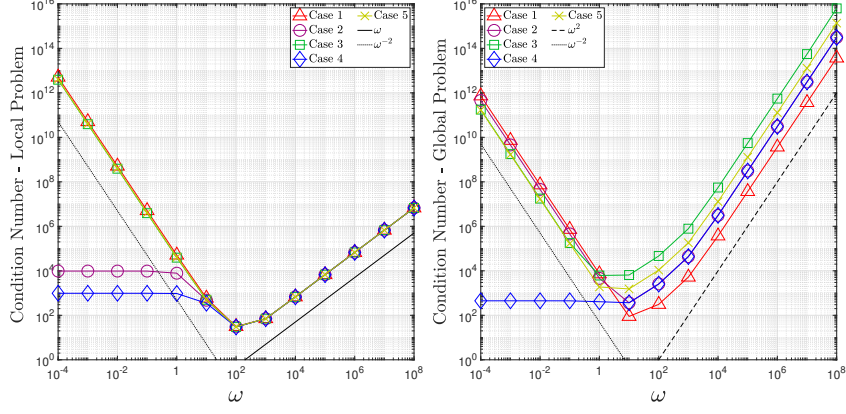 Condition Number - Local Problem
10^16
10^14
10^12
10^10
10^8
10^6
10^4
10^2
10^0
10^-4
10^-2
1
10^2
10^4
10^6
10^8
ω
Case 1
Case 2
Case 3
Case 4
Case 5
ω
ω^-2
Condition Number - Global Problem
10^16
10^14
10^12
10^10
10^8
10^6
10^4
10^2
10^0
10^-4
10^-2
1
10^2
10^4
10^6
10^8
ω
Case 1
Case 2
Case 3
Case 4
Case 5
ω^2
ω^-2